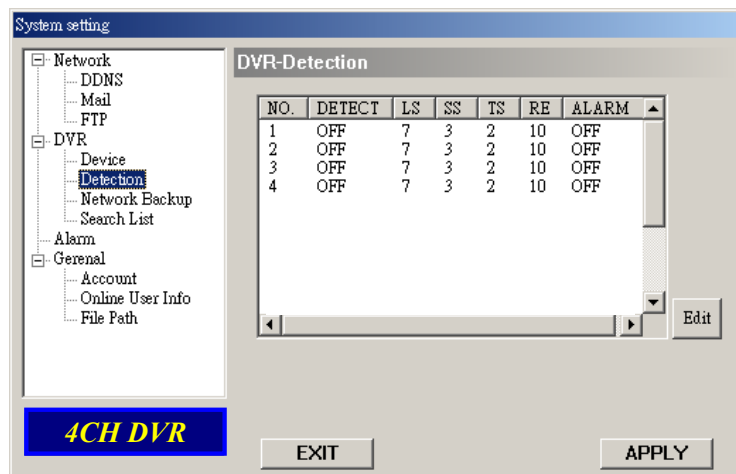 System setting
Network
DDNS
Mail
FTP
DVR
Device
Detection
Network Backup
Search List
Alarm
Gerenal
Account
Online User Info
File Path
4CH DVR
DVR-Detection
NO. DETECT LS SS TS RE ALARM
1 OFF 7 3 2 10 OFF
2 OFF 7 3 2 10 OFF
3 OFF 7 3 2 10 OFF
4 OFF 7 3 2 10 OFF
Edit
EXIT APPLY